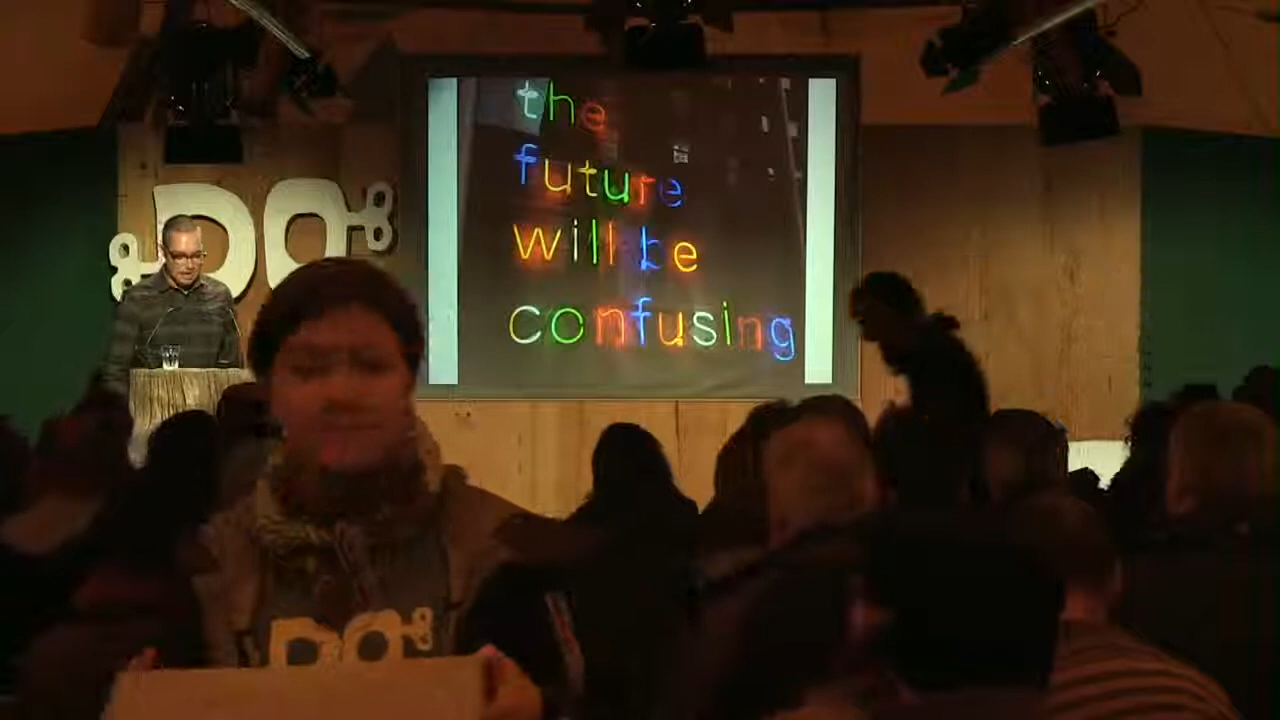 DO
the
future
will be
confusing
DO